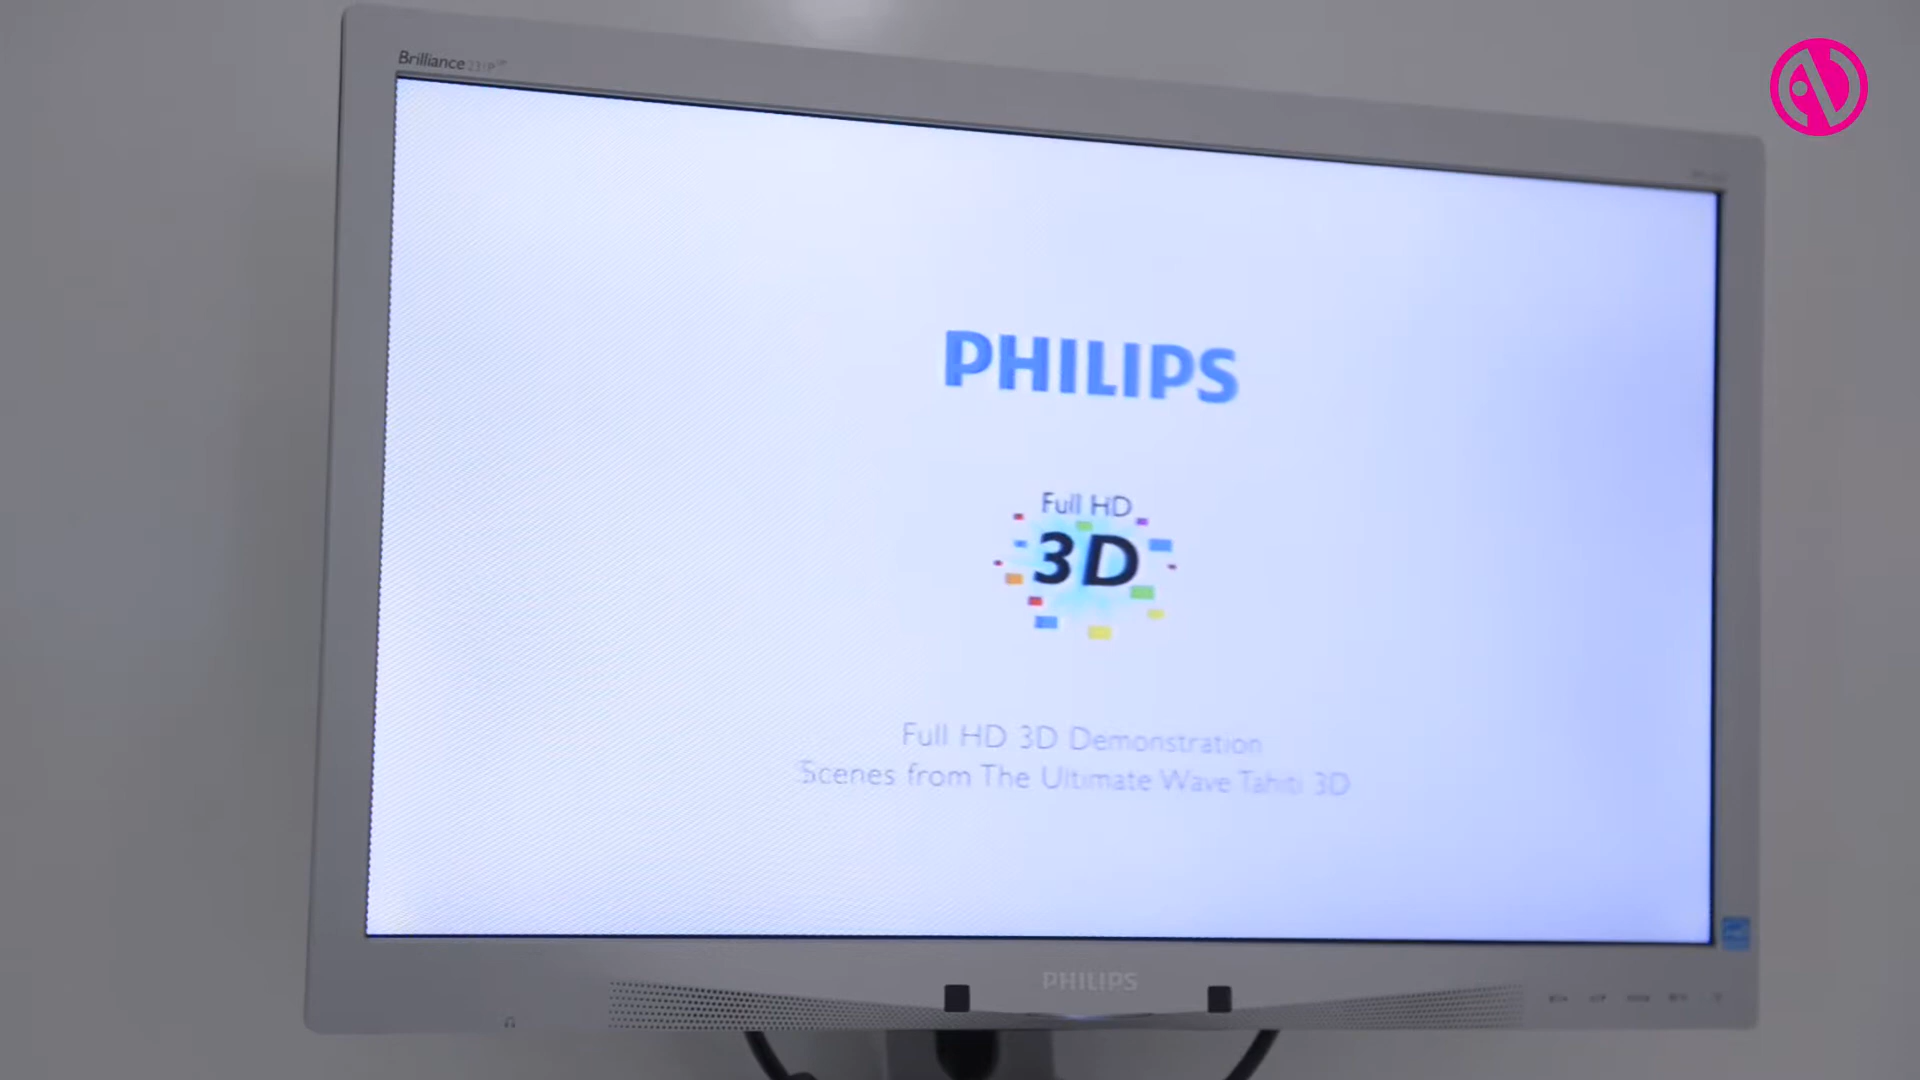 Brilliance
PHILIPS
Full HD
3D
Full HD 3D Demonstration
Scenes from The Ultimate Wave Tahiti 3D
PHILIPS